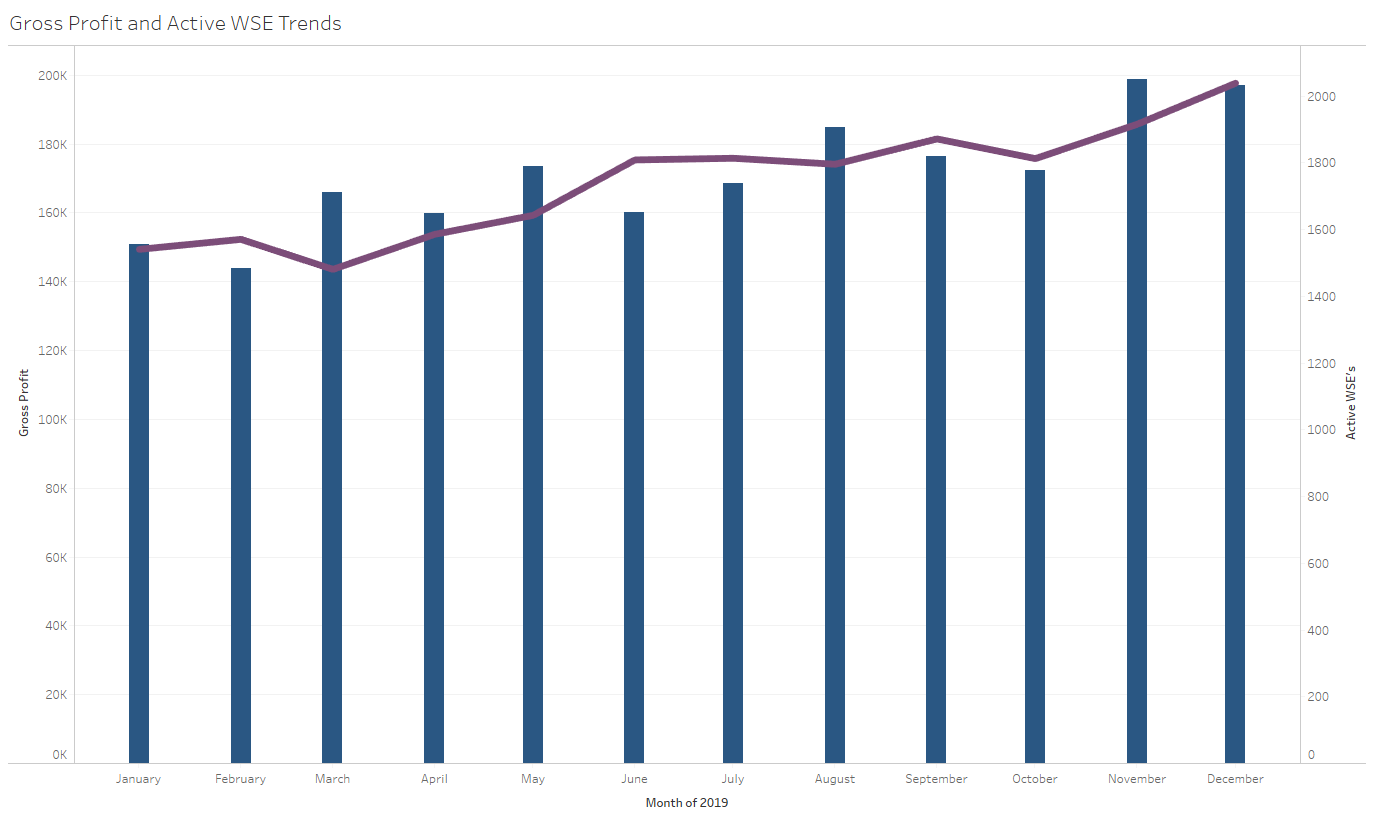 Gross Profit and Active WSE Trends
200K
180K
160K
140K
120K
100K
80K
60K
40K
20K
0K
Gross Profit
2000
1800
1600
1400
1200
1000
800
600
400
200
0
Active WSE's
January February March April May June July August September October November December
Month of 2019